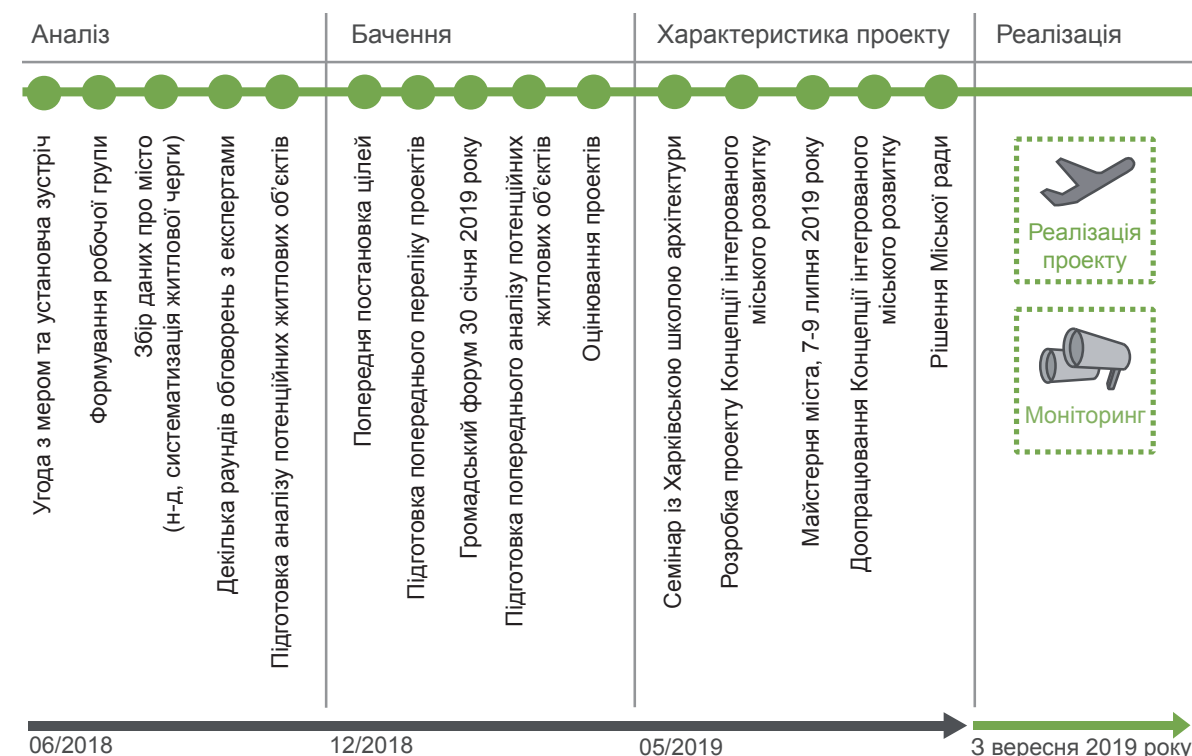 Аналіз
Бачення
Характеристика проекту
Реалізація
Угода з мером та установча зустріч
Формування робочої групи
Збір даних про місто
(н-д, систематизація житлової черги)
Декілька раундів обговорень з експертами
Підготовка аналізу потенційних житлових об'єктів
Попередня постановка цілей
Підготовка попереднього переліку проектів
Громадський форум 30 січня 2019 року
Підготовка попереднього аналізу потенційних
житлових об'єктів
Оцінювання проектів
Семінар із Харківською школою архітектури
Розробка проекту Концепції інтегрованого
міського розвитку
Майстерня міста, 7-9 липня 2019 року
Доопрацювання Концепції інтегрованого
міського розвитку
Рішення Міської ради
Реалізація
проекту
Моніторинг
06/2018
12/2018
05/2019
З вересня 2019 року